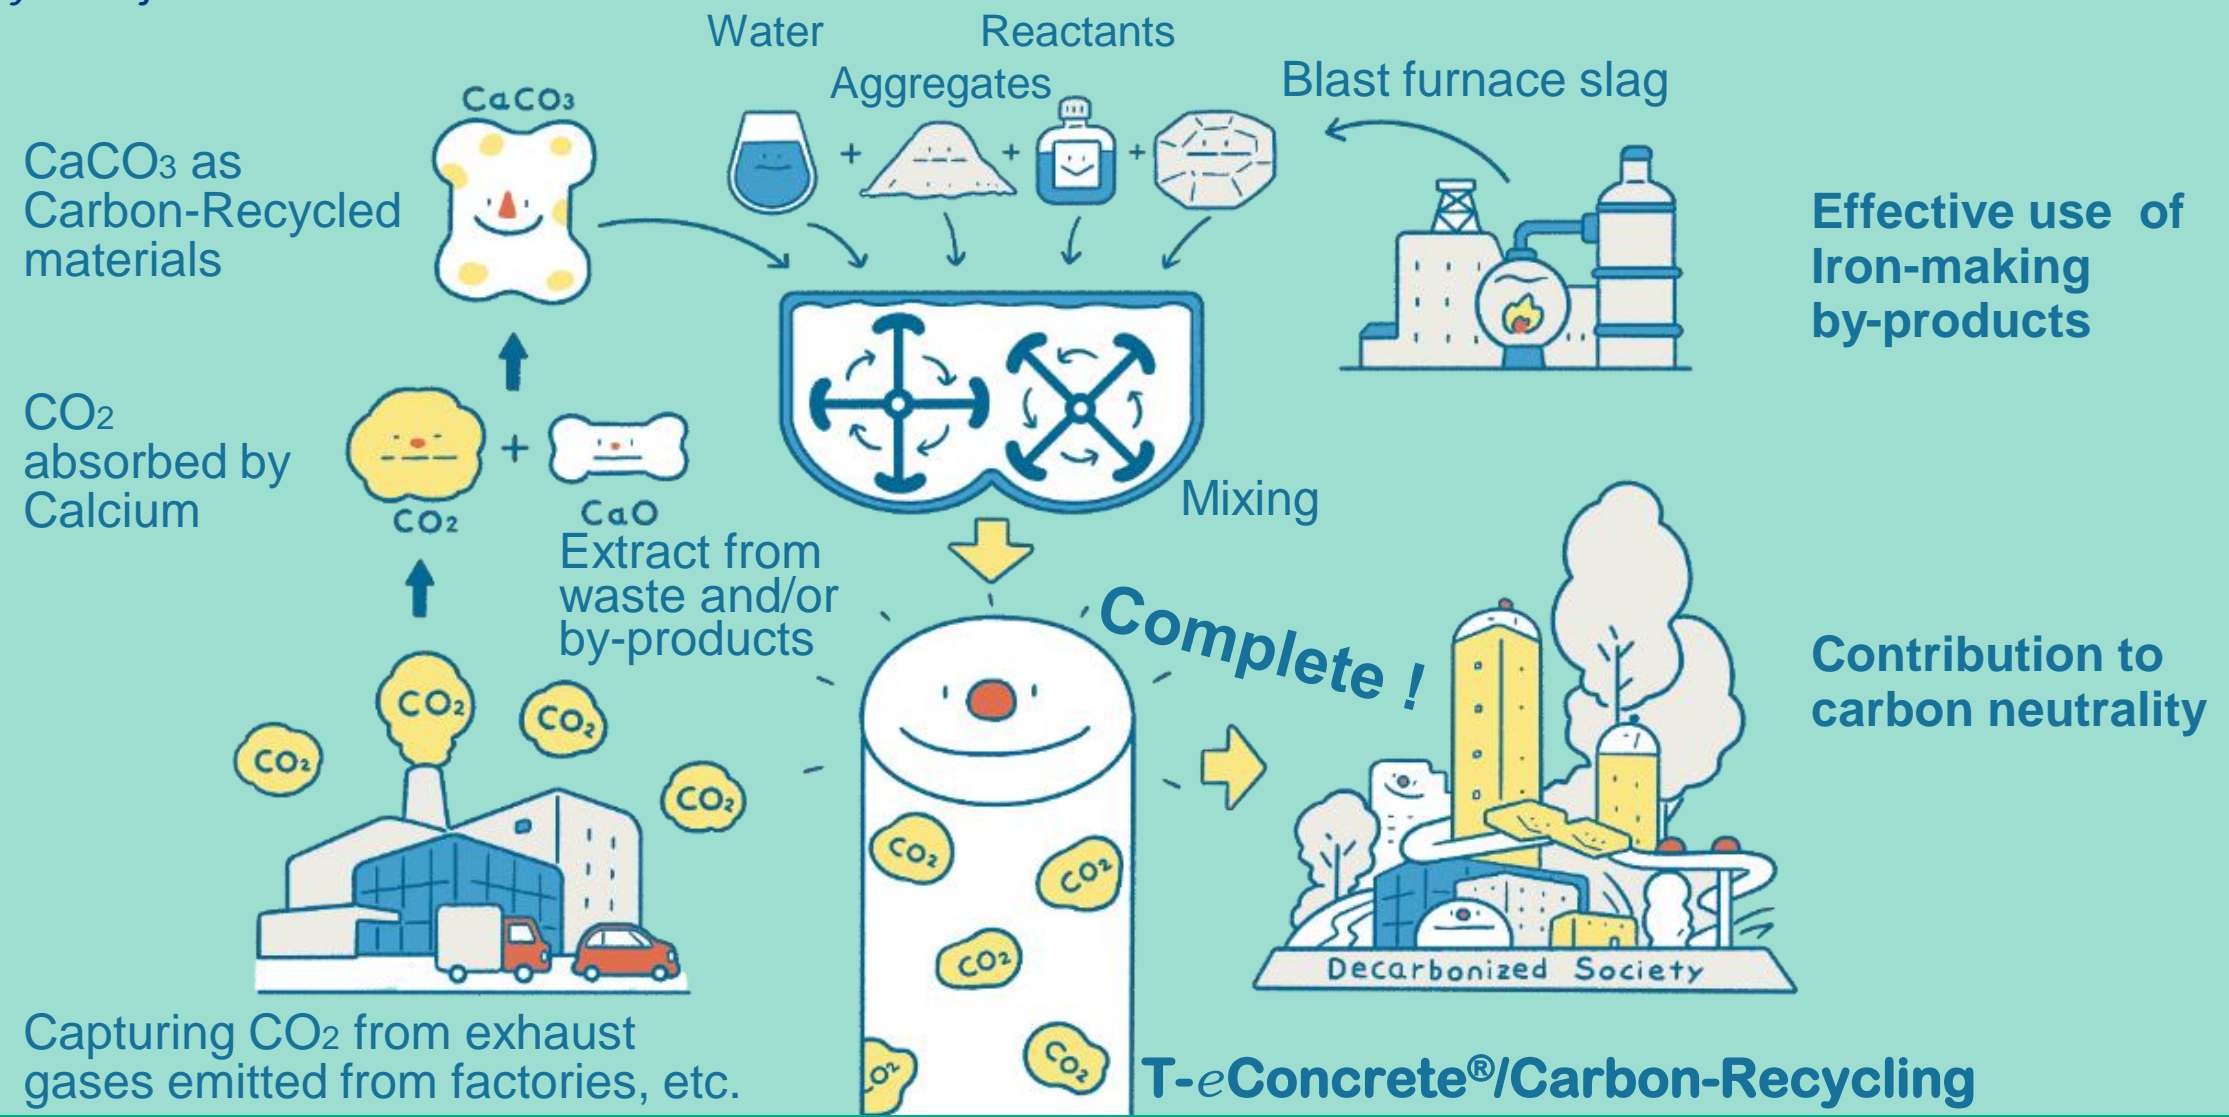 Water
Reactants
Aggregates
Blast furnace slag
CaCO3
CaCO3 as
Carbon-Recycled
materials
+
+
+
Effective use of
Iron-making
by-products
CO2
absorbed by
Calcium
+
CO2
CaO
Extract from
waste and/or
by-products
Mixing
Complete !
Contribution to
carbon neutrality
CO2
CO2
CO2
CO2
CO2
CO2
CO2
CO2
CO2
Decarbonized Society
Capturing CO2 from exhaust
gases emitted from factories, etc.
T-eConcrete®/Carbon-Recycling